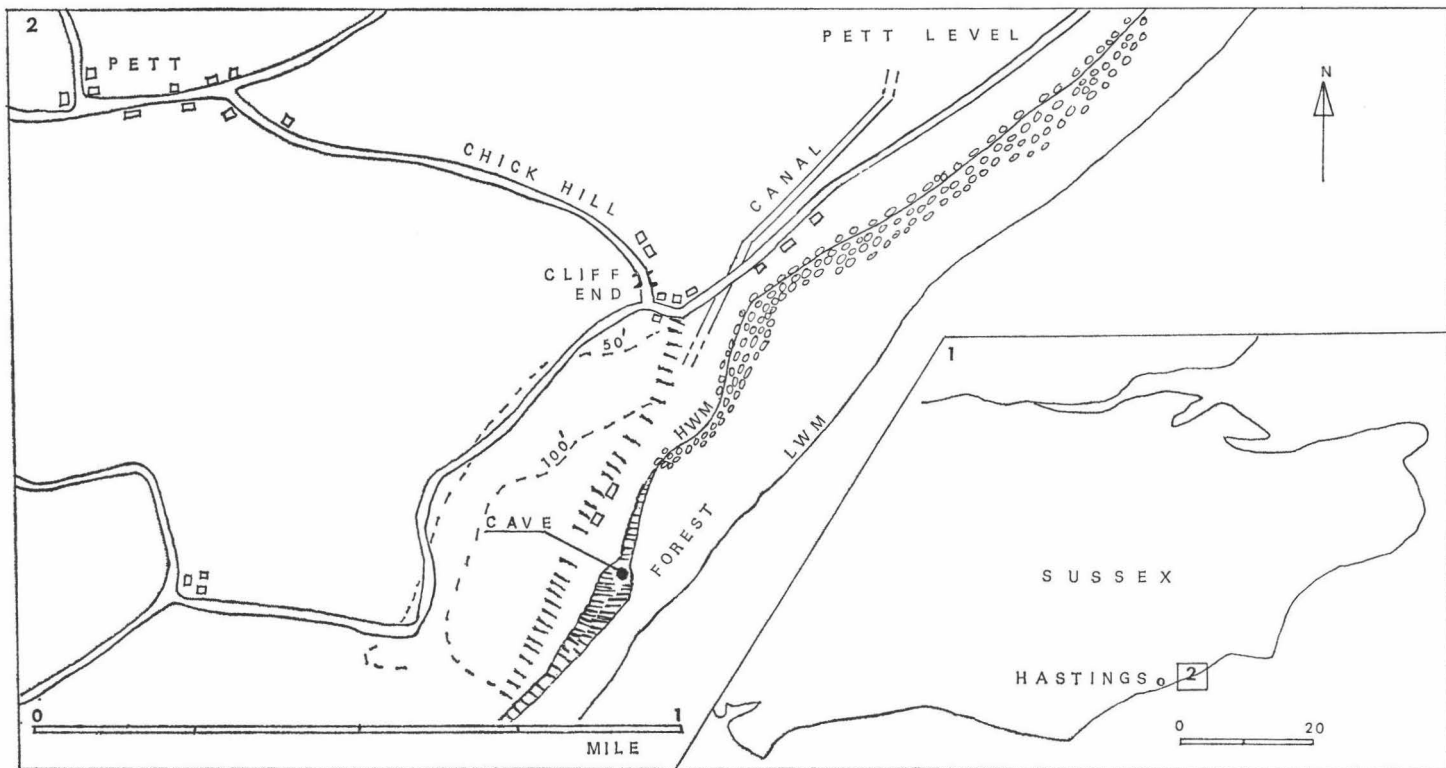 2
PETT
PETT LEVEL
N
CHICK HILL
CANAL
CLIFF
END
50'
100'
HWM
LWM
CAVE
FOREST
0 1
MILE
1
SUSSEX
HASTINGS
2
0 20